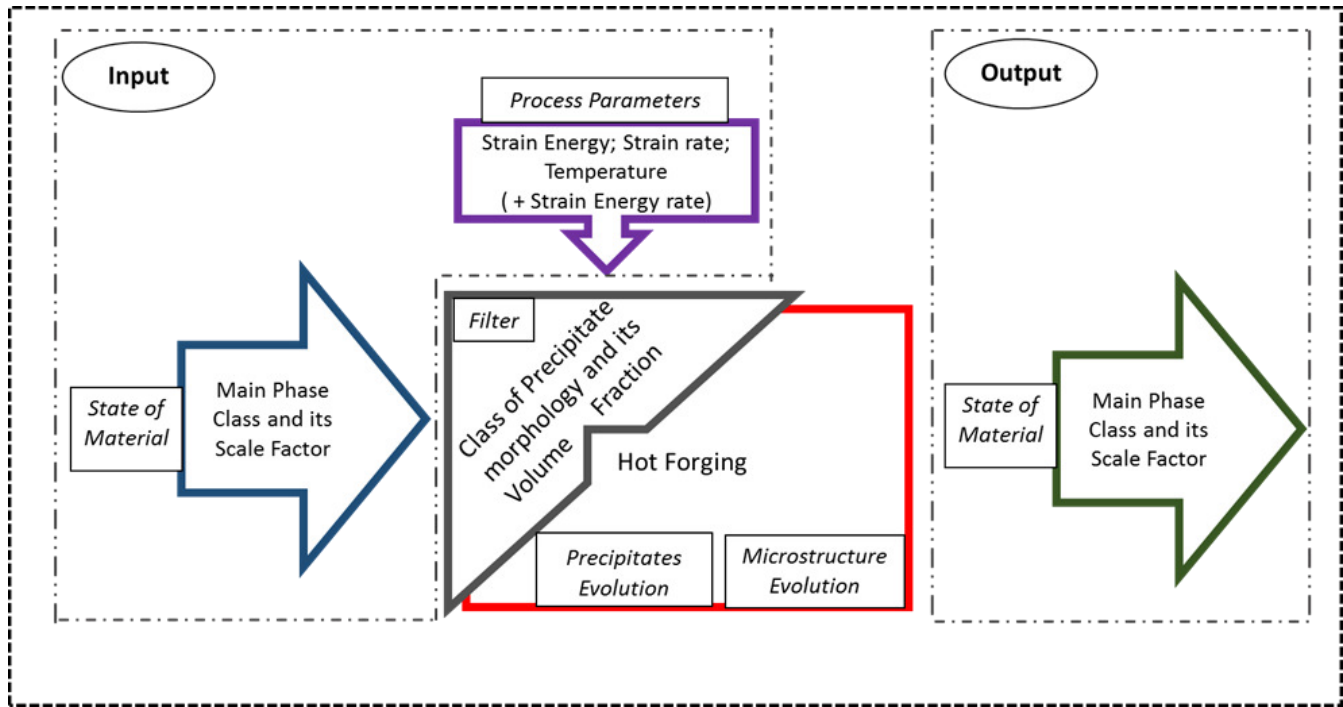 Input
Process Parameters
Strain Energy; Strain rate;
Temperature
( + Strain Energy rate)
Output
Filter
Class of Precipitate
morphology and its
Volume Fraction
State of
Material
Main Phase
Class and its
Scale Factor
Hot Forging
Precipitates
Evolution
Microstructure
Evolution
State of
Material
Main Phase
Class and its
Scale Factor